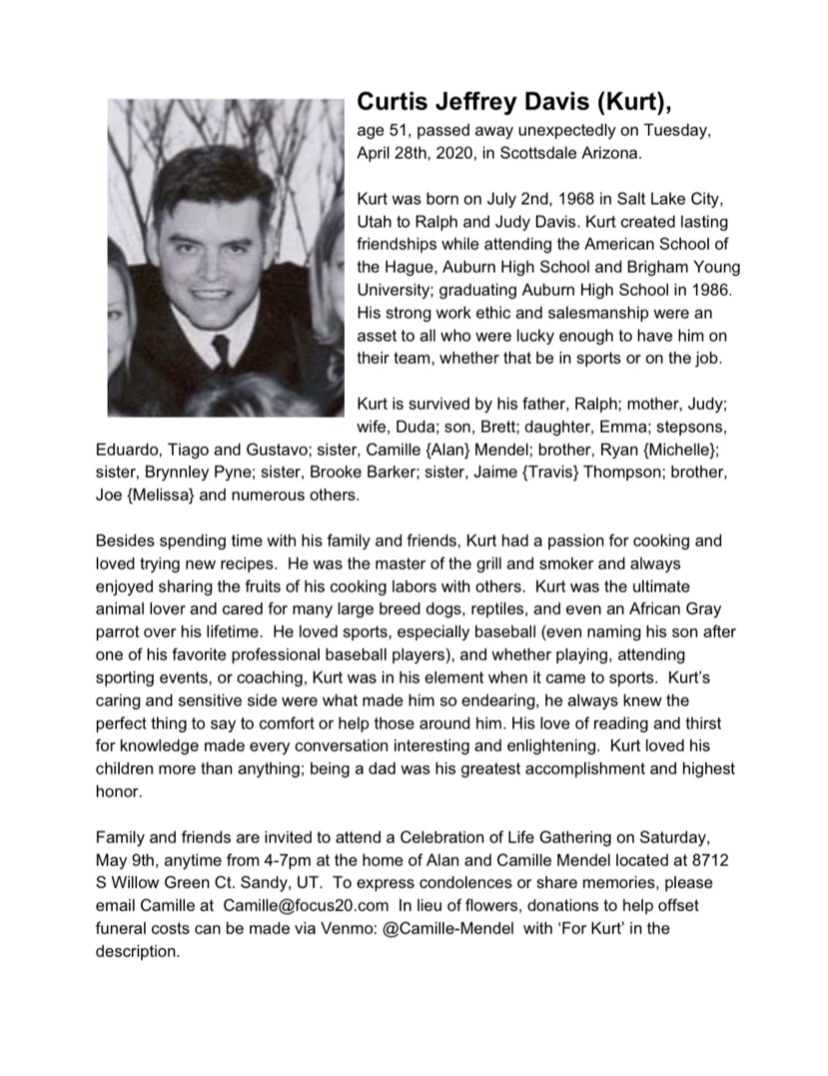 Curtis Jeffrey Davis (Kurt),
age 51, passed away unexpectedly on Tuesday,
April 28th, 2020, in Scottsdale Arizona.
Kurt was born on July 2nd, 1968 in Salt Lake City,
Utah to Ralph and Judy Davis. Kurt created lasting
friendships while attending the American School of
the Hague, Auburn High School and Brigham Young
University; graduating Auburn High School in 1986.
His strong work ethic and salesmanship were an
asset to all who were lucky enough to have him on
their team, whether that be in sports or on the job.
Kurt is survived by his father, Ralph; mother, Judy;
wife, Duda; son, Brett; daughter, Emma; stepsons,
Eduardo, Tiago and Gustavo; sister, Camille {Alan} Mendel; brother, Ryan {Michelle};
sister, Brynnley Pyne; sister, Brooke Barker; sister, Jaime {Travis} Thompson; brother,
Joe {Melissa} and numerous others.
Besides spending time with his family and friends, Kurt had a passion for cooking and
loved trying new recipes.  He was the master of the grill and smoker and always
enjoyed sharing the fruits of his cooking labors with others.  Kurt was the ultimate
animal lover and cared for many large breed dogs, reptiles, and even an African Gray
parrot over his lifetime.  He loved sports, especially baseball (even naming his son after
one of his favorite professional baseball players), and whether playing, attending
sporting events, or coaching, Kurt was in his element when it came to sports.  Kurt's
caring and sensitive side were what made him so endearing, he always knew the
perfect thing to say to comfort or help those around him. His love of reading and thirst
for knowledge made every conversation interesting and enlightening.  Kurt loved his
children more than anything; being a dad was his greatest accomplishment and highest
honor.
Family and friends are invited to attend a Celebration of Life Gathering on Saturday,
May 9th, anytime from 4-7pm at the home of Alan and Camille Mendel located at 8712
S Willow Green Ct. Sandy, UT.  To express condolences or share memories, please
email Camille at  Camille@focus20.com  In lieu of flowers, donations to help offset
funeral costs can be made via Venmo: @Camille-Mendel  with 'For Kurt' in the
description.